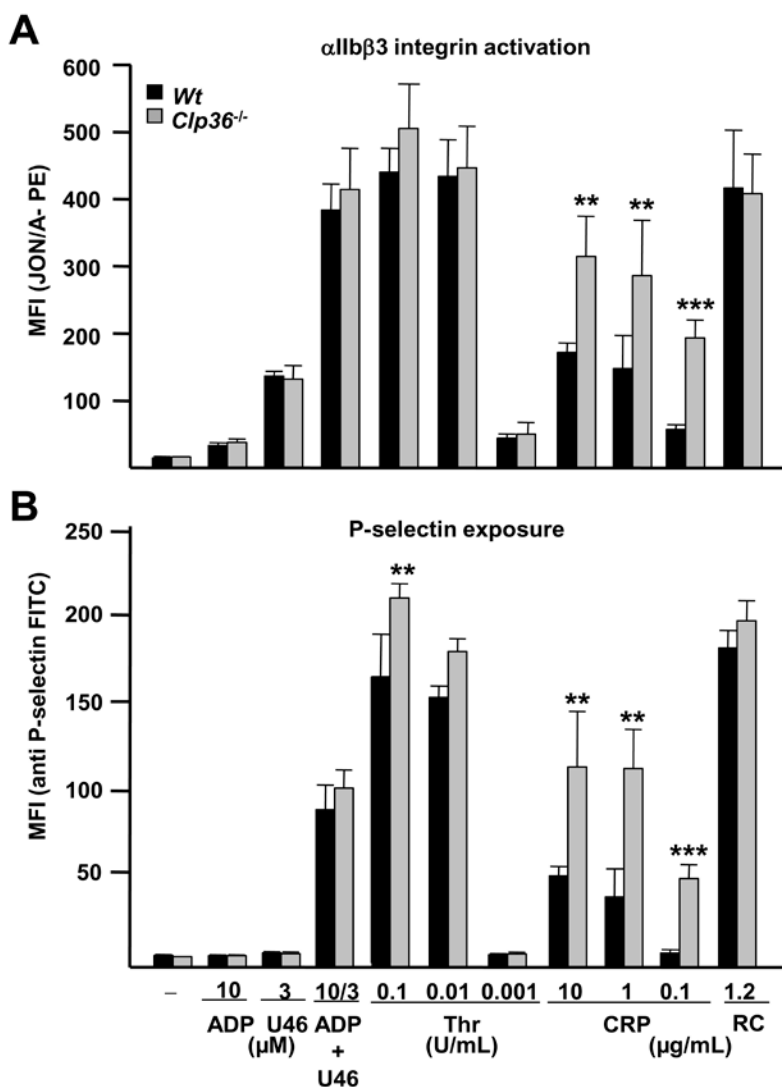 A
αIIbβ3 integrin activation
600
500
400
300
200
100
MFI (JON/A- PE)
Wt
Clp36-/-
** ** ***
B
P-selectin exposure
250
200
150
100
50
MFI (anti P-selectin FITC)
** ** ** ***
– 10 3 10/3 0.1 0.01 0.001 10 1 0.1 1.2
ADP U46 ADP Thr CRP RC
(µM) + (U/mL) (µg/mL)
U46